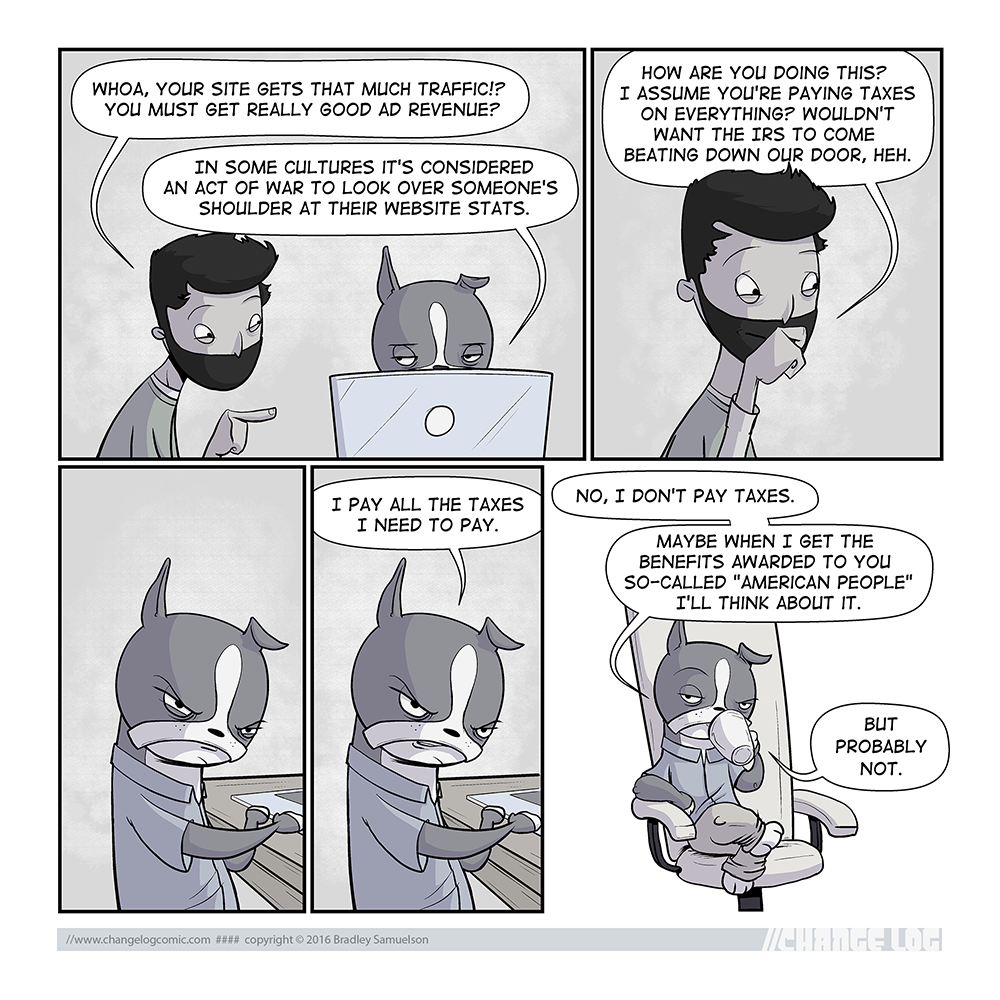 WHOA, YOUR SITE GETS THAT MUCH TRAFFIC!?
YOU MUST GET REALLY GOOD AD REVENUE?
IN SOME CULTURES IT'S CONSIDERED
AN ACT OF WAR TO LOOK OVER SOMEONE'S
SHOULDER AT THEIR WEBSITE STATS.
HOW ARE YOU DOING THIS?
I ASSUME YOU'RE PAYING TAXES
ON EVERYTHING? WOULDN'T
WANT THE IRS TO COME
BEATING DOWN OUR DOOR, HEH.
I PAY ALL THE TAXES
I NEED TO PAY.
NO, I DON'T PAY TAXES.
MAYBE WHEN I GET THE
BENEFITS AWARDED TO YOU
SO-CALLED "AMERICAN PEOPLE"
I'LL THINK ABOUT IT.
BUT
PROBABLY
NOT.
//www.changelogcomic.com #### copyright © 2016 Bradley Samuelson
//CHANGE LOG